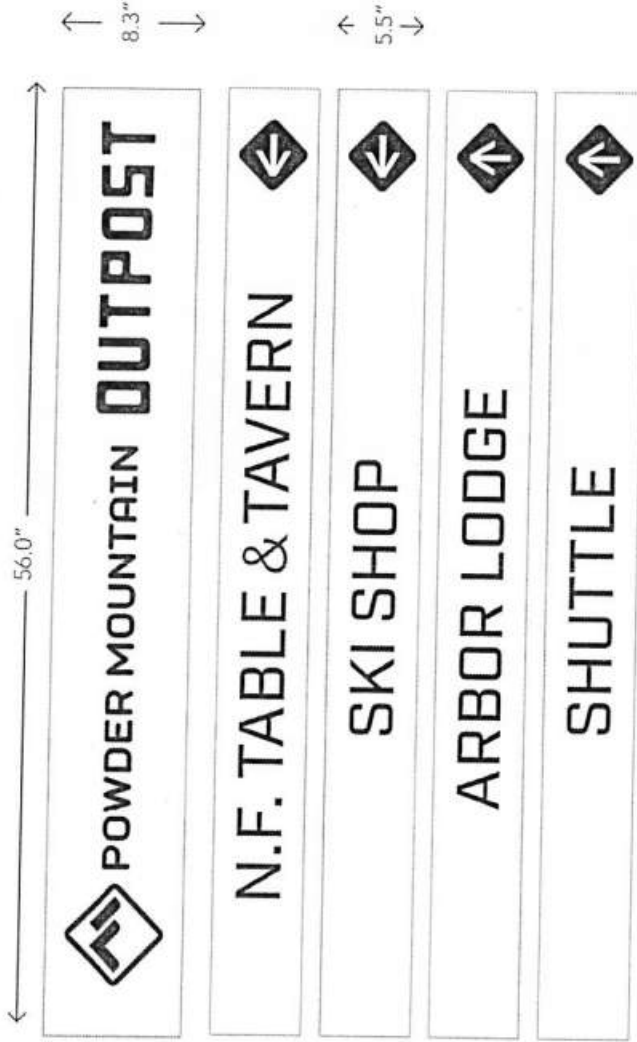 56.0"
8.3"
POWDER MOUNTAIN OUTPOST
N.F. TABLE & TAVERN
5.5"
SKI SHOP
ARBOR LODGE
SHUTTLE